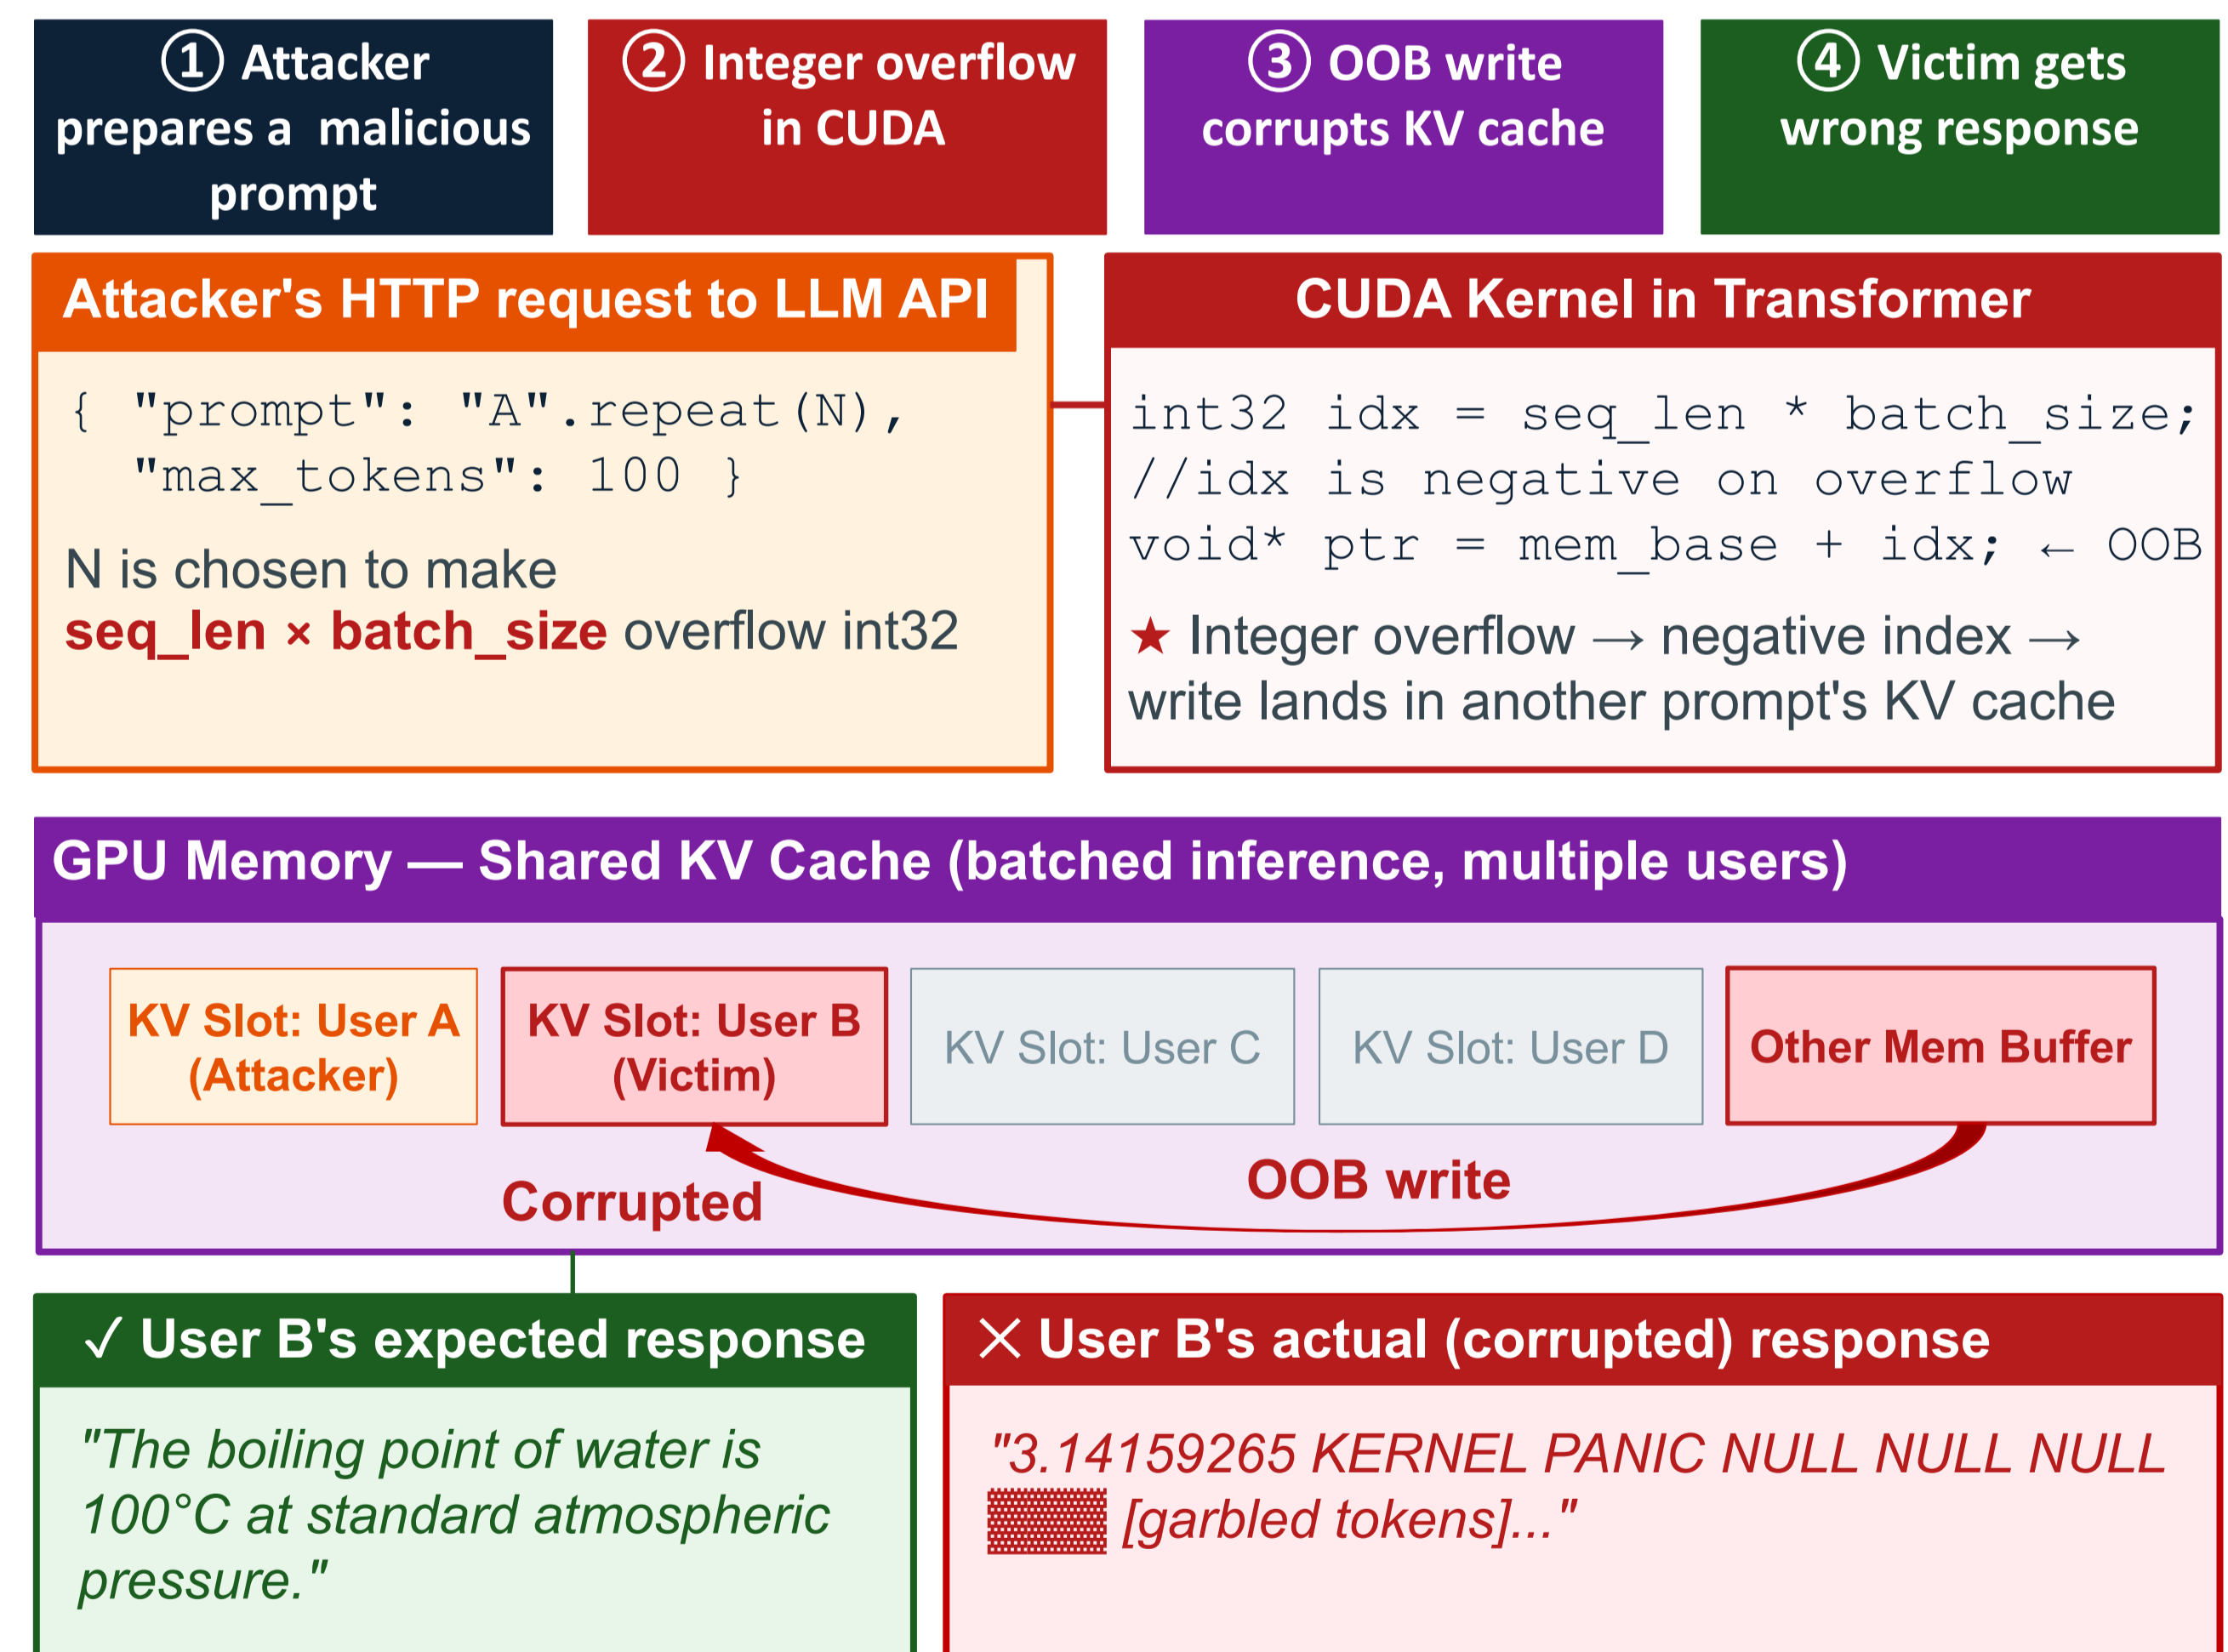 ① Attacker
prepares a malicious
prompt
② Integer overflow
in CUDA
③ OOB write
corrupts KV cache
④ Victim gets
wrong response
Attacker's HTTP request to LLM API
{ "prompt": "A".repeat(N),
"max_tokens": 100 }
N is chosen to make
seq_len × batch_size overflow int32
CUDA Kernel in Transformer
int32 idx = seq_len * batch_size;
//idx is negative on overflow
void* ptr = mem_base + idx; ← OOB
★ Integer overflow → negative index →
write lands in another prompt's KV cache
GPU Memory — Shared KV Cache (batched inference, multiple users)
KV Slot: User A
(Attacker)
KV Slot: User B
(Victim)
KV Slot: User C
KV Slot: User D
Other Mem Buffer
Corrupted
OOB write
✓ User B's expected response
"The boiling point of water is
100°C at standard atmospheric
pressure."
✕ User B's actual (corrupted) response
"3.14159265 KERNEL PANIC NULL NULL NULL
▓▓▓▓ [garbled tokens]..."